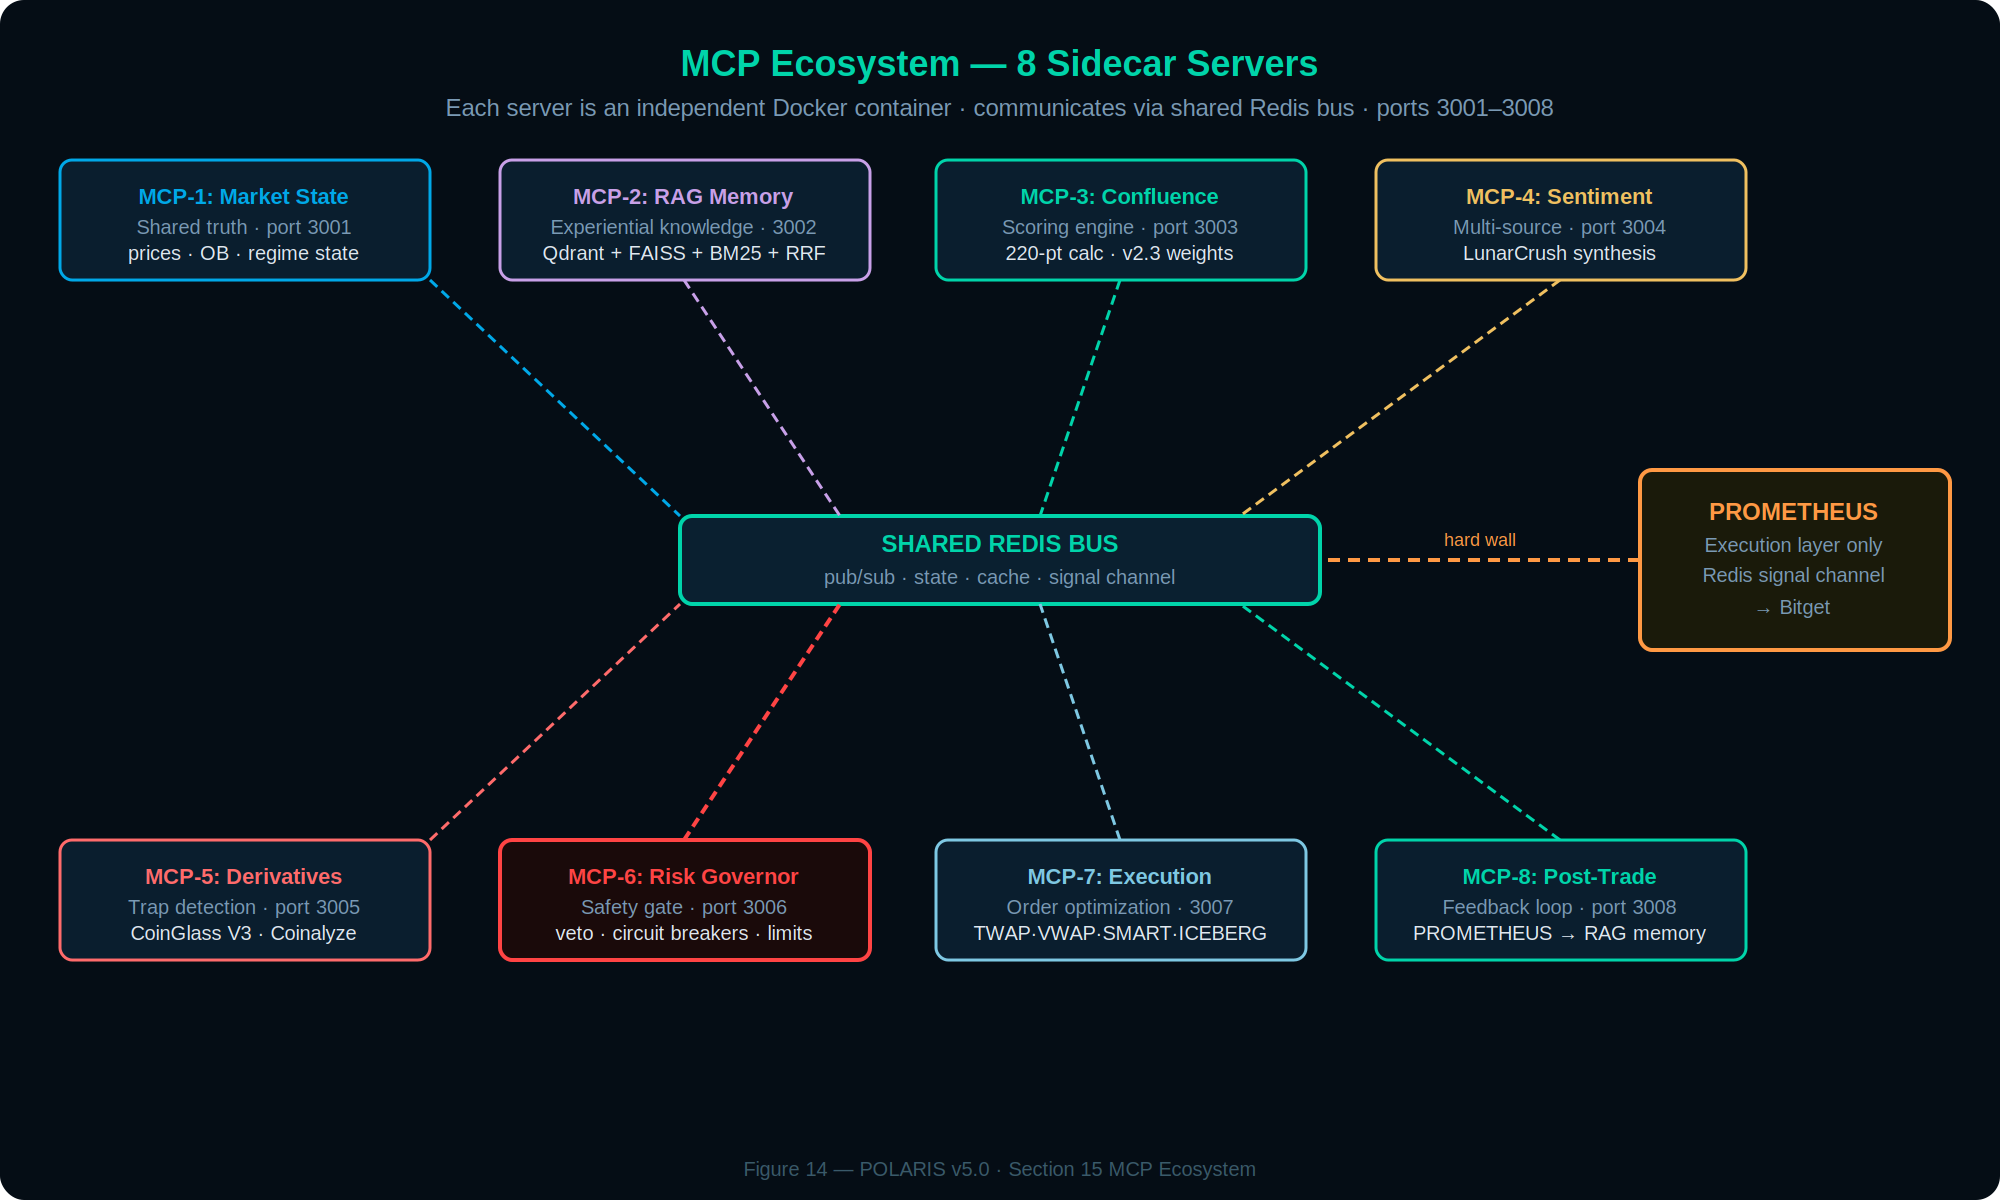 MCP Ecosystem — 8 Sidecar Servers
Each server is an independent Docker container · communicates via shared Redis bus · ports 3001–3008
MCP-1: Market State
Shared truth · port 3001
prices · OB · regime state
MCP-2: RAG Memory
Experiential knowledge · 3002
Qdrant + FAISS + BM25 + RRF
MCP-3: Confluence
Scoring engine · port 3003
220-pt calc · v2.3 weights
MCP-4: Sentiment
Multi-source · port 3004
LunarCrush synthesis
SHARED REDIS BUS
pub/sub · state · cache · signal channel
hard wall
PROMETHEUS
Execution layer only
Redis signal channel
→ Bitget
MCP-5: Derivatives
Trap detection · port 3005
CoinGlass V3 · Coinalyze
MCP-6: Risk Governor
Safety gate · port 3006
veto · circuit breakers · limits
MCP-7: Execution
Order optimization · 3007
TWAP·VWAP·SMART·ICEBERG
MCP-8: Post-Trade
Feedback loop · port 3008
PROMETHEUS → RAG memory
Figure 14 — POLARIS v5.0 · Section 15 MCP Ecosystem